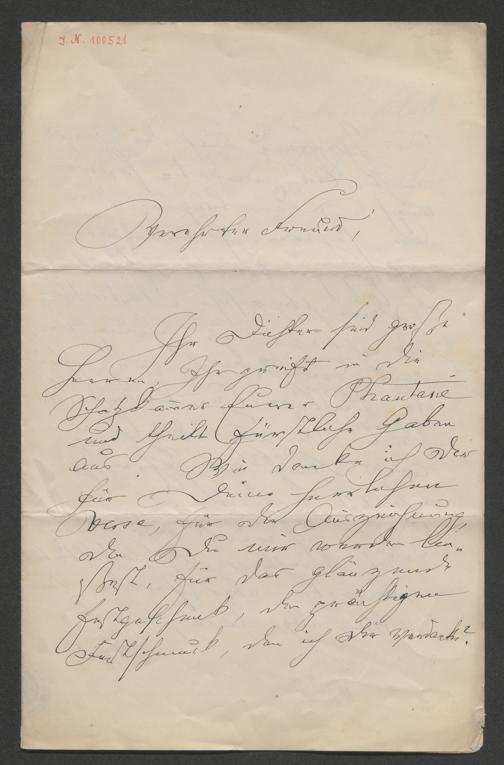 J. N. 100521
Verehrter Freund!
Ihr Dichter seid große
Herren, Ihr greift in die
Schatzkammer Eurer Phantasie
und theilt fürstliche Gaben
aus. Wie danke ich Dir
für Deine herrlichen
Verse, für die Auszeichnung,
die Du mir werden las-
sest, für das glänzende
Festgeschenk, den prächtigen
Festschmuck, den ich Dir verdanke?